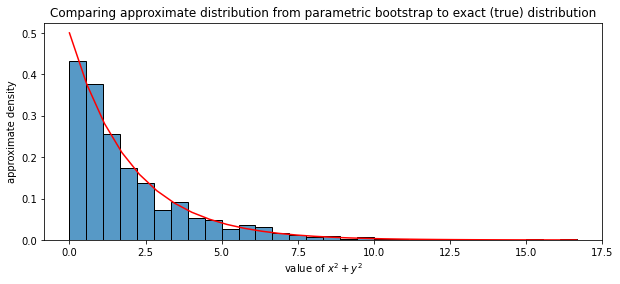 Comparing approximate distribution from parametric bootstrap to exact (true) distribution
0.5
0.4
0.3
0.2
0.1
0.0
approximate density
0.0 2.5 5.0 7.5 10.0 12.5 15.0 17.5
value of x² + y²